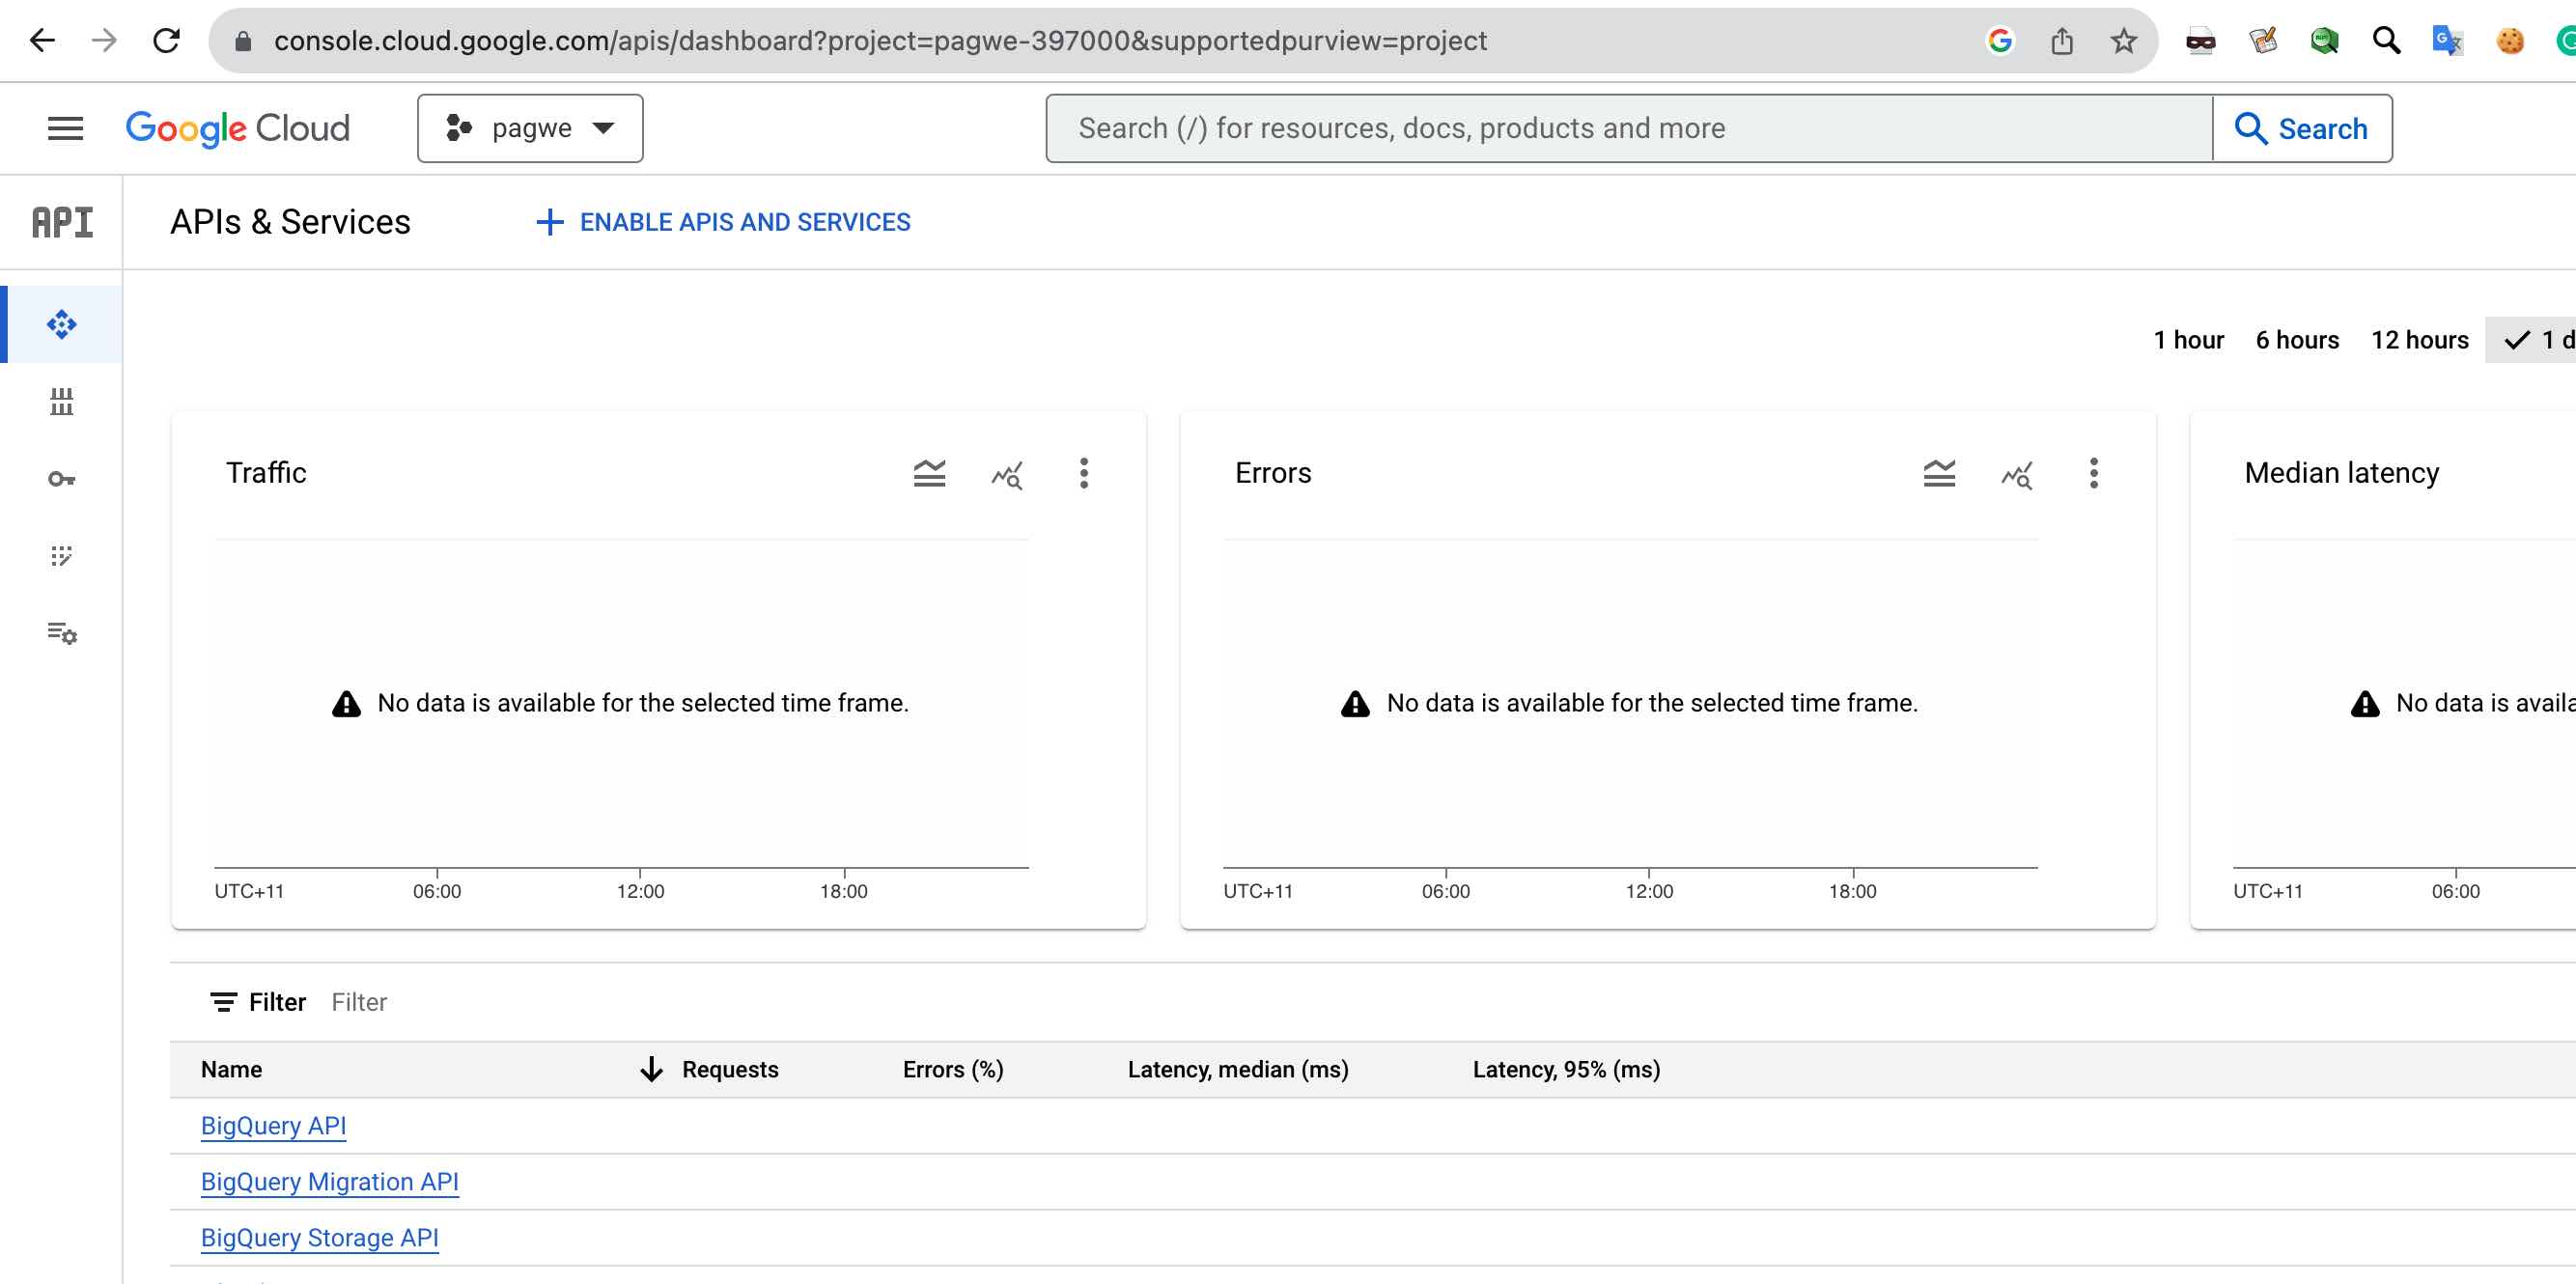 console.cloud.google.com/apis/dashboard?project=pagwe-397000&supportedpurview=project
Google Cloud
pagwe
Search (/) for resources, docs, products and more
Search
API
APIs & Services
+ ENABLE APIS AND SERVICES
1 hour 6 hours 12 hours 1 d
Traffic
Errors
Median latency
No data is available for the selected time frame.
No data is available for the selected time frame.
No data is availa
UTC+11 06:00 12:00 18:00
UTC+11 06:00 12:00 18:00
UTC+11 06:00
Filter Filter
Name Requests Errors (%) Latency, median (ms) Latency, 95% (ms)
BigQuery API
BigQuery Migration API
BigQuery Storage API